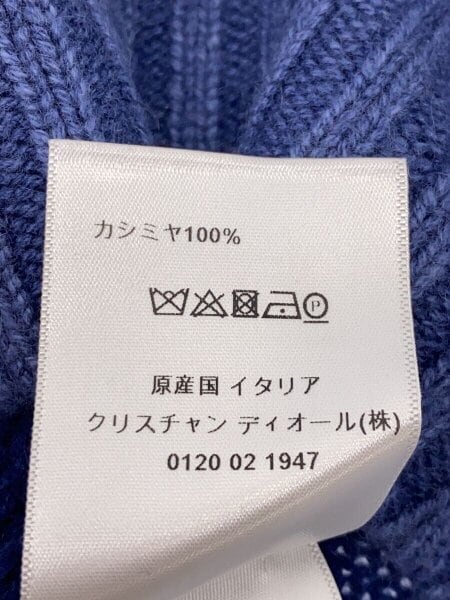 カシミヤ100%
P
原産国 イタリア
クリスチャン ディオール(株)
0120 02 1947